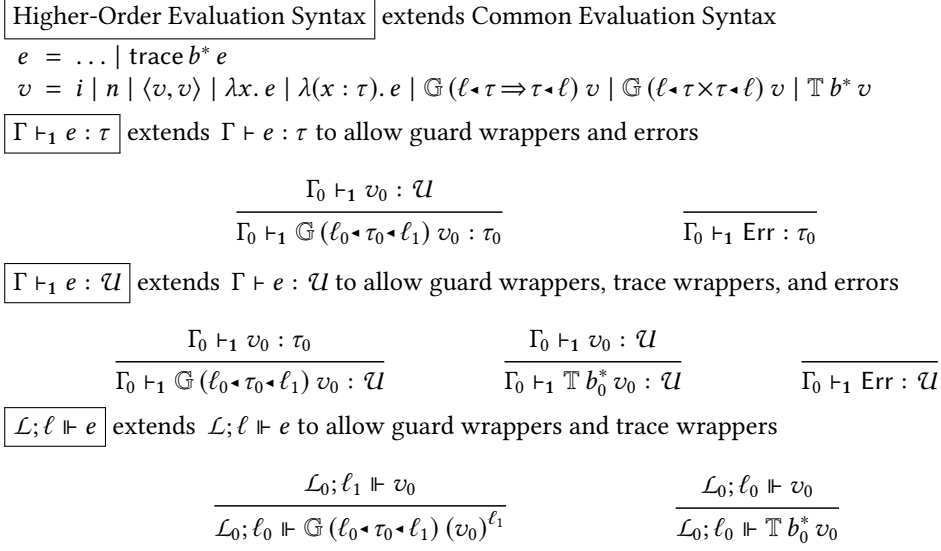 Higher-Order Evaluation Syntax extends Common Evaluation Syntax
e = … | trace b* e
v = i | n | ⟨v, v⟩ | λx. e | λ(x : τ). e | 𝔾 (ℓ◂τ⇒τ◂ℓ) v | 𝔾 (ℓ◂τ×τ◂ℓ) v | 𝕋 b* v
Γ ⊢₁ e : τ extends Γ ⊢ e : τ to allow guard wrappers and errors
Γ₀ ⊢₁ v₀ : 𝒰
Γ₀ ⊢₁ 𝔾 (ℓ₀◂τ₀◂ℓ₁) v₀ : τ₀ Γ₀ ⊢₁ Err : τ₀
Γ ⊢₁ e : 𝒰 extends Γ ⊢ e : 𝒰 to allow guard wrappers, trace wrappers, and errors
Γ₀ ⊢₁ v₀ : τ₀ Γ₀ ⊢₁ v₀ : 𝒰
Γ₀ ⊢₁ 𝔾 (ℓ₀◂τ₀◂ℓ₁) v₀ : 𝒰 Γ₀ ⊢₁ 𝕋 b₀* v₀ : 𝒰 Γ₀ ⊢₁ Err : 𝒰
ℒ; ℓ ⊩ e extends ℒ; ℓ ⊩ e to allow guard wrappers and trace wrappers
ℒ₀; ℓ₁ ⊩ v₀ ℒ₀; ℓ₀ ⊩ v₀
ℒ₀; ℓ₀ ⊩ 𝔾 (ℓ₀◂τ₀◂ℓ₁) (v₀)^ℓ₁ ℒ₀; ℓ₀ ⊩ 𝕋 b₀* v₀